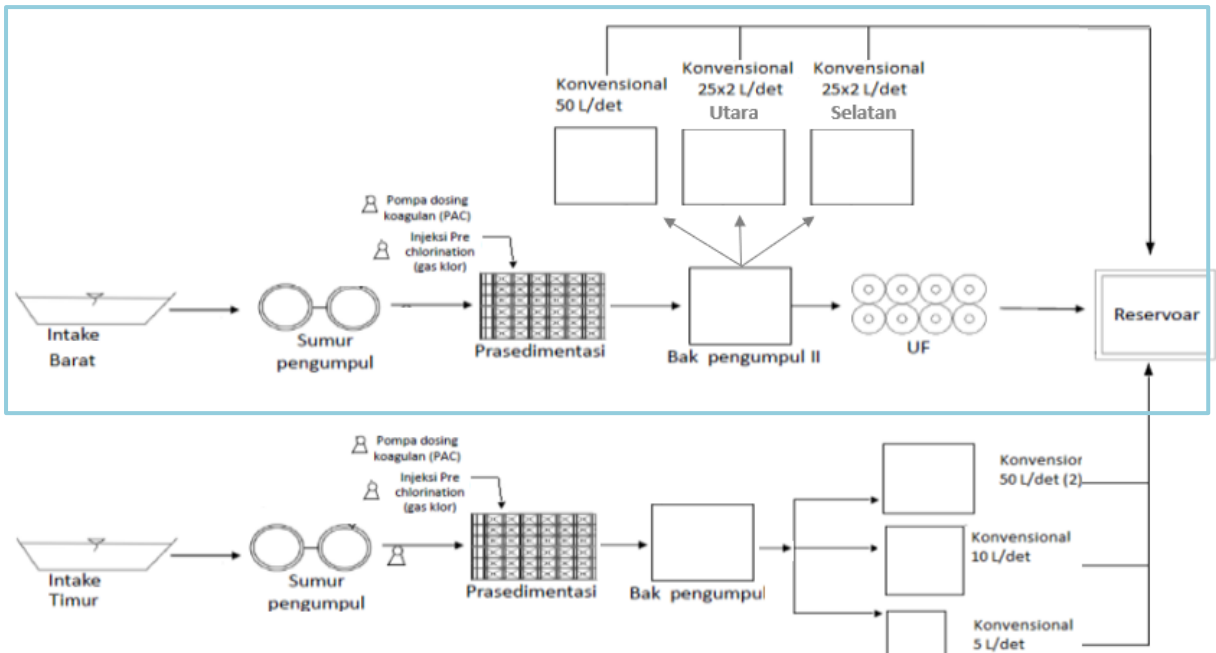 Konvensional
50 L/det
Konvensional
25x2 L/det
Utara
Konvensional
25x2 L/det
Selatan
Pompa dosing
koagulan (PAC)
Injeksi Pre
chlorination
(gas klor)
Intake
Barat
Sumur
pengumpul
Prasedimentasi
Bak pengumpul II
UF
Reservoar
Pompa dosing
koagulan (PAC)
Injeksi Pre
chlorination
(gas klor)
Intake
Timur
Sumur
pengumpul
Prasedimentasi
Bak pengumpul
Konvensior
50 L/det (2)
Konvensional
10 L/det
Konvensional
5 L/det